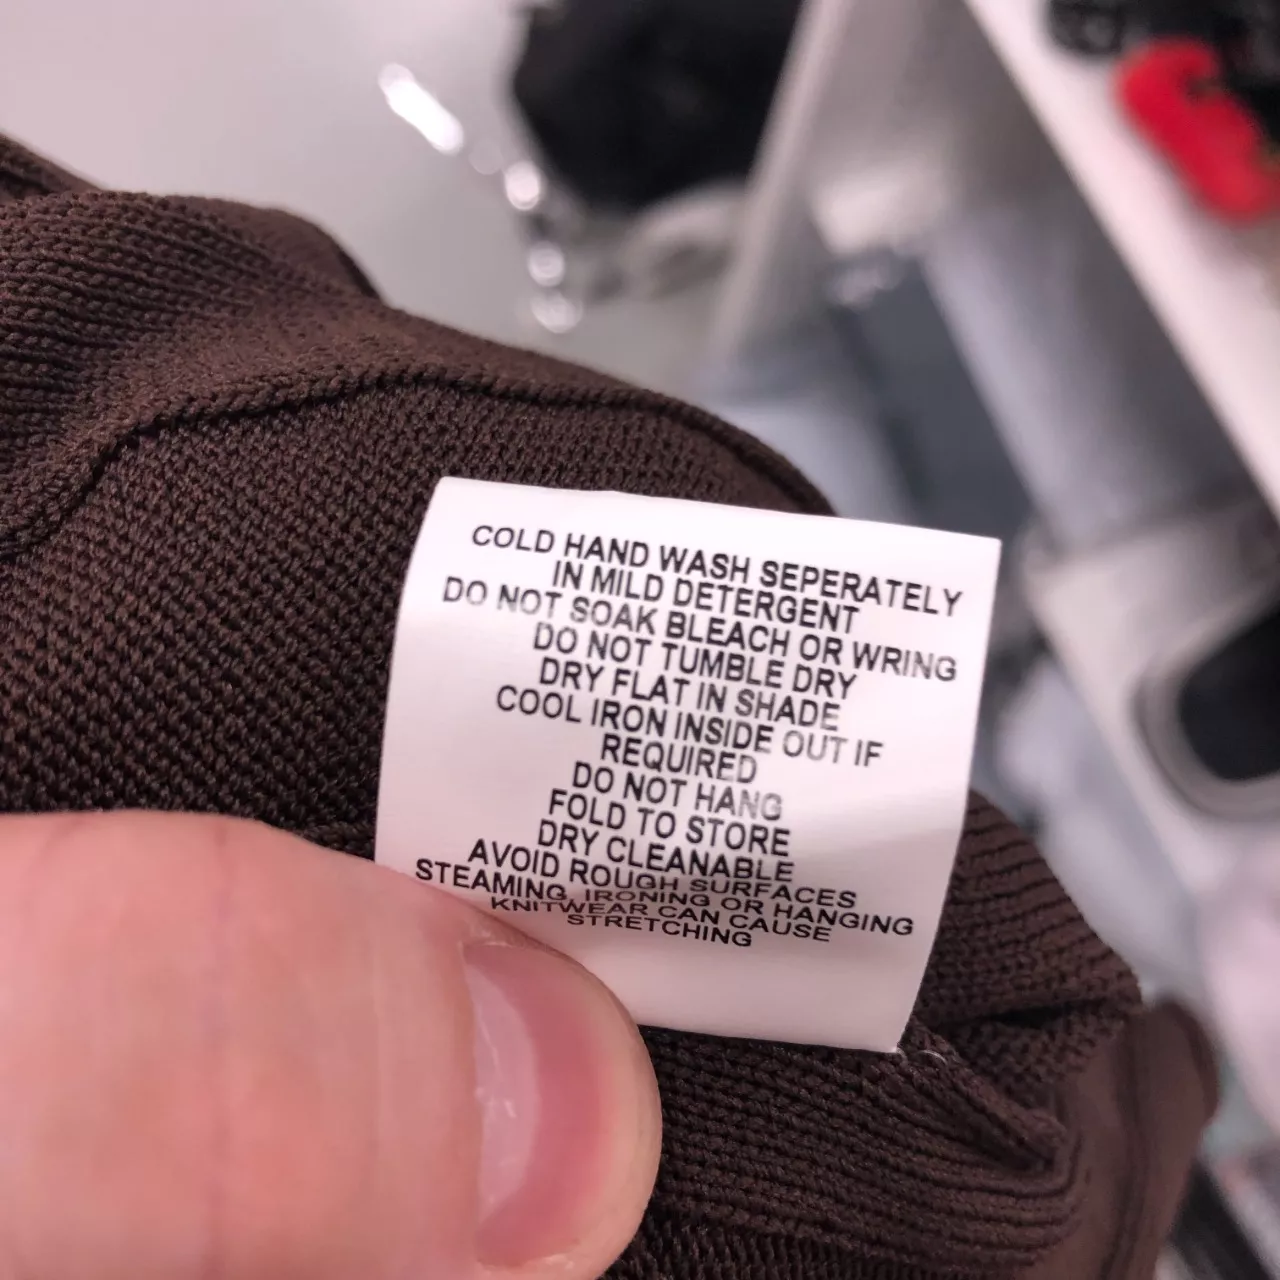 COLD HAND WASH SEPERATELY
IN MILD DETERGENT
DO NOT SOAK BLEACH OR WRING
DO NOT TUMBLE DRY
DRY FLAT IN SHADE
COOL IRON INSIDE OUT IF
REQUIRED
DO NOT HANG
FOLD TO STORE
DRY CLEANABLE
AVOID ROUGH SURFACES
STEAMING, IRONING OR HANGING
KNITWEAR CAN CAUSE
STRETCHING